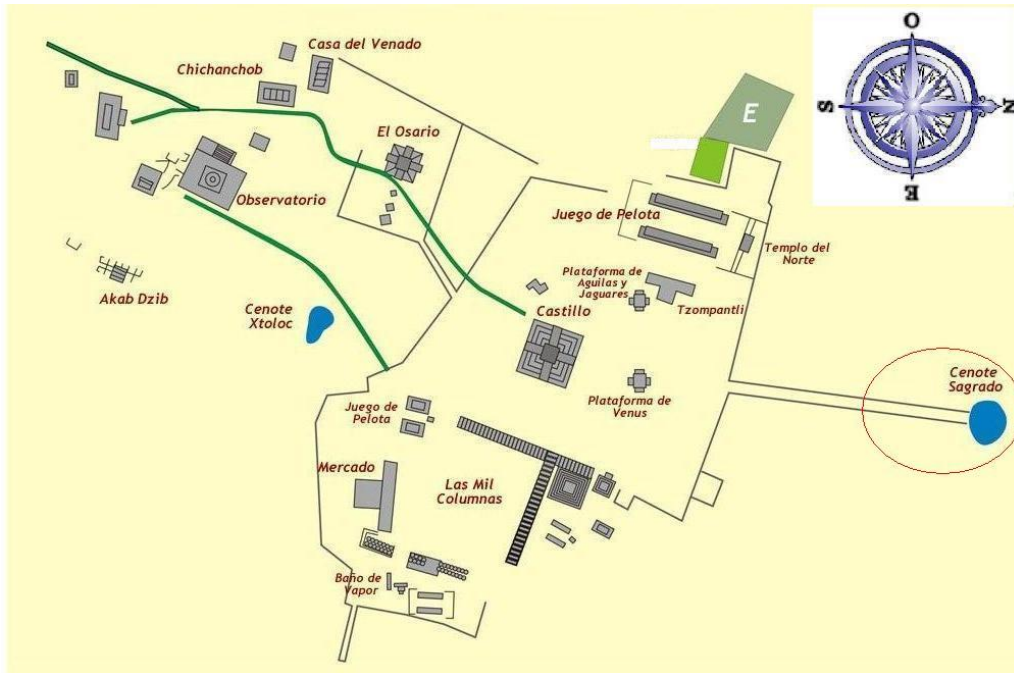 O
S
N
E
Casa del Venado
Chichanchob
E
El Osario
Observatorio
Juego de Pelota
Templo del
Norte
Plataforma de
Aguilas y
Jaguares
Tzompantli
Akab Dzib
Cenote
Xtoloc
Castillo
Cenote
Sagrado
Plataforma de
Venus
Juego de
Pelota
Mercado
Las Mil
Columnas
Baño de
Vapor